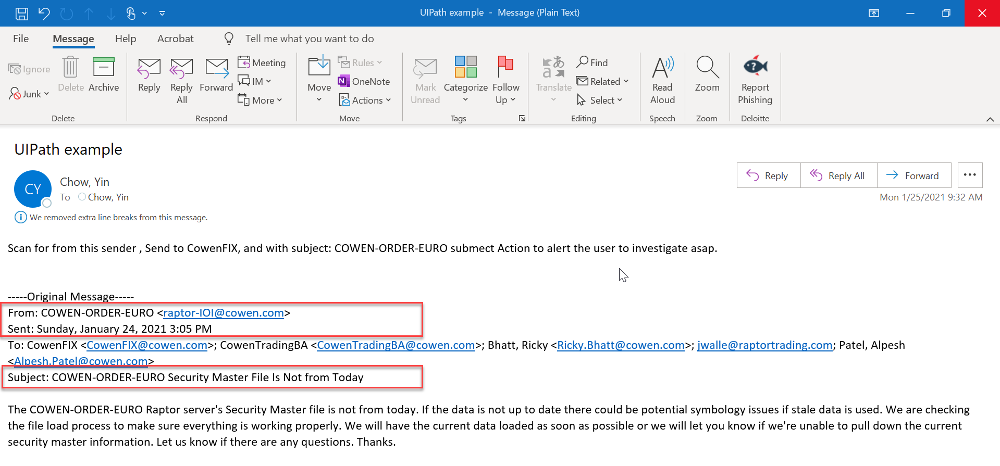 UIPath example - Message (Plain Text)
File Message Help Acrobat Tell me what you want to do
Ignore
Junk
Delete
Archive
Delete
Reply
Reply All
Forward
Meeting
IM
More
Respond
Move
Rules
OneNote
Actions
Move
Mark Unread
Categorize
Follow Up
Tags
Translate
Find
Related
Select
Editing
Read Aloud
Speech
Zoom
Zoom
Report Phishing
Deloitte
UIPath example
CY
Chow, Yin
To Chow, Yin
Reply Reply All Forward
Mon 1/25/2021 9:32 AM
We removed extra line breaks from this message.
Scan for from this sender , Send to CowenFIX, and with subject: COWEN-ORDER-EURO submect Action to alert the user to investigate asap.
-----Original Message-----
From: COWEN-ORDER-EURO <raptor-IOI@cowen.com>
Sent: Sunday, January 24, 2021 3:05 PM
To: CowenFIX <CowenFIX@cowen.com>; CowenTradingBA <CowenTradingBA@cowen.com>; Bhatt, Ricky <Ricky.Bhatt@cowen.com>; jwalle@raptortrading.com; Patel, Alpesh
<Alpesh.Patel@cowen.com>
Subject: COWEN-ORDER-EURO Security Master File Is Not from Today
The COWEN-ORDER-EURO Raptor server's Security Master file is not from today. If the data is not up to date there could be potential symbology issues if stale data is used. We are checking
the file load process to make sure everything is working properly. We will have the current data loaded as soon as possible or we will let you know if we're unable to pull down the current
security master information. Let us know if there are any questions. Thanks.